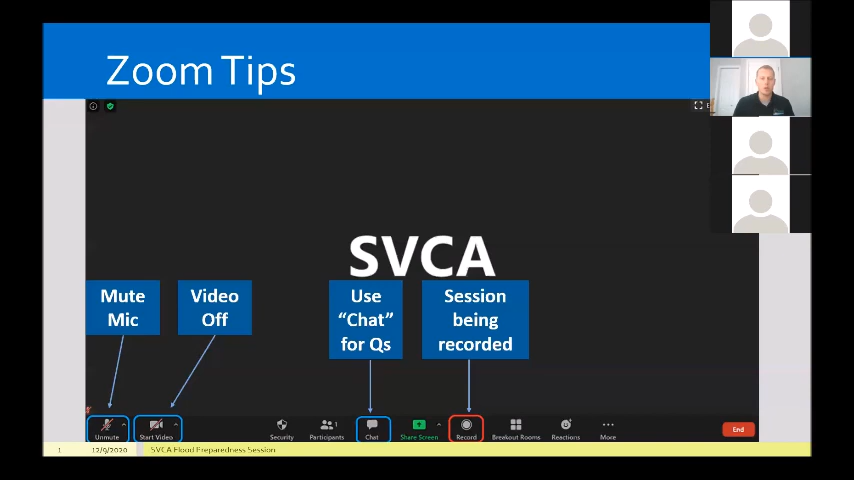 Zoom Tips
SVCA
Mute
Mic
Video
Off
Use
“Chat”
for Qs
Session
being
recorded
Unmute
Start Video
Security
Participants
1
Chat
Share Screen
Record
Breakout Rooms
Reactions
More
End
1
12/9/2020
SVCA Flood Preparedness Session